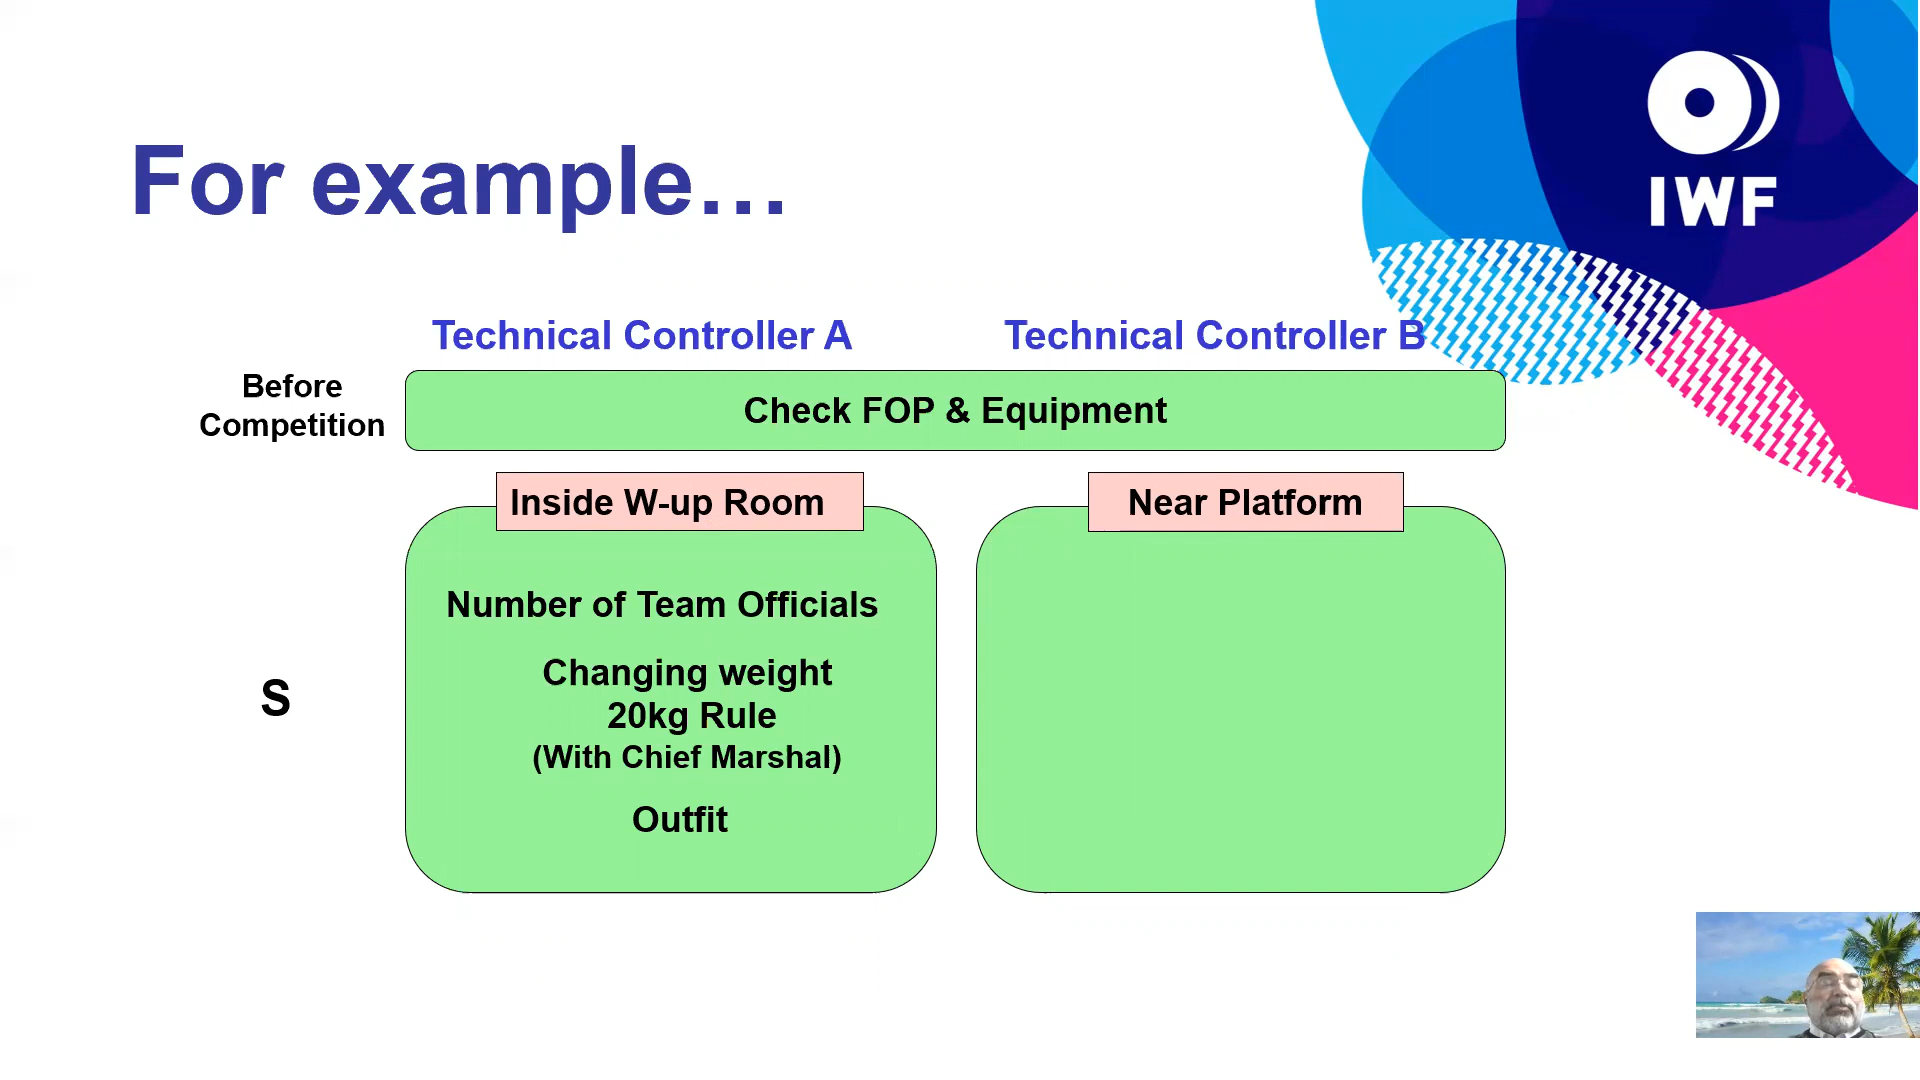 IWF
For example…
Technical Controller A
Technical Controller B
Before
Competition
Check FOP & Equipment
Inside W-up Room
Near Platform
Number of Team Officials
Changing weight
20kg Rule
(With Chief Marshal)
Outfit
S